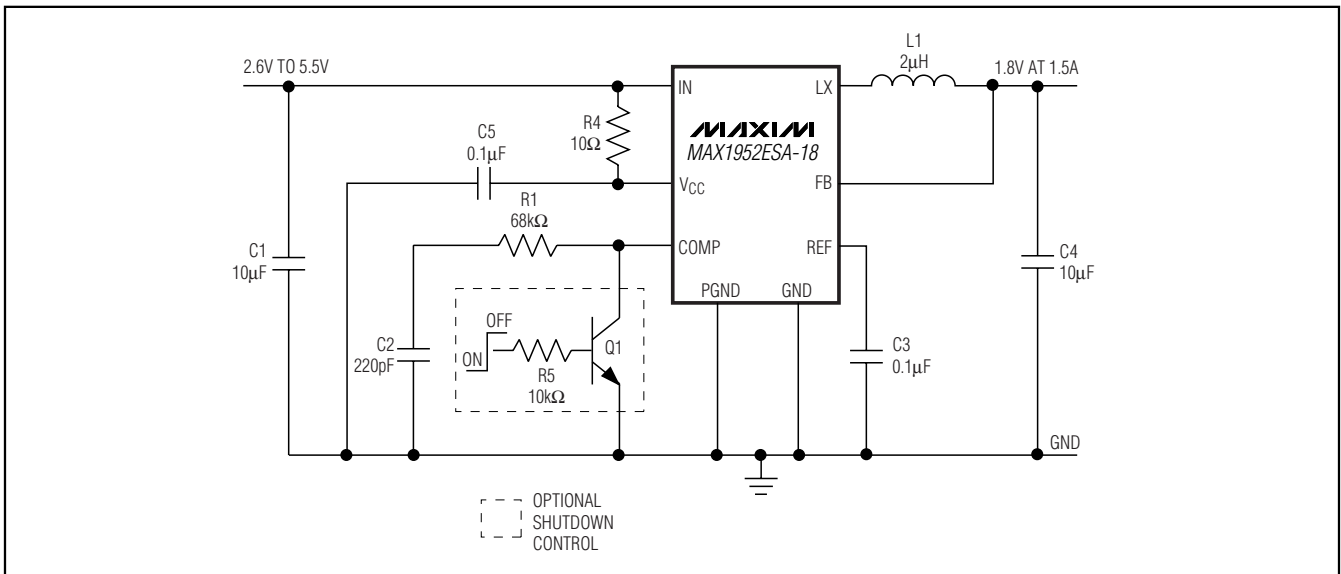 2.6V TO 5.5V
L1
2µH
1.8V AT 1.5A
IN
LX
R4
10Ω
C5
0.1µF
MAXIM
MAX1952ESA-18
VCC
FB
R1
68kΩ
COMP
REF
C1
10µF
C4
10µF
PGND
GND
OFF
ON
Q1
C2
220pF
R5
10kΩ
C3
0.1µF
GND
OPTIONAL
SHUTDOWN
CONTROL